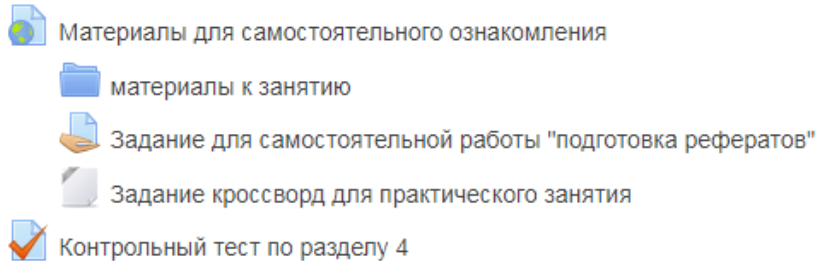 Материалы для самостоятельного ознакомления
материалы к занятию
Задание для самостоятельной работы "подготовка рефератов"
Задание кроссворд для практического занятия
Контрольный тест по разделу 4